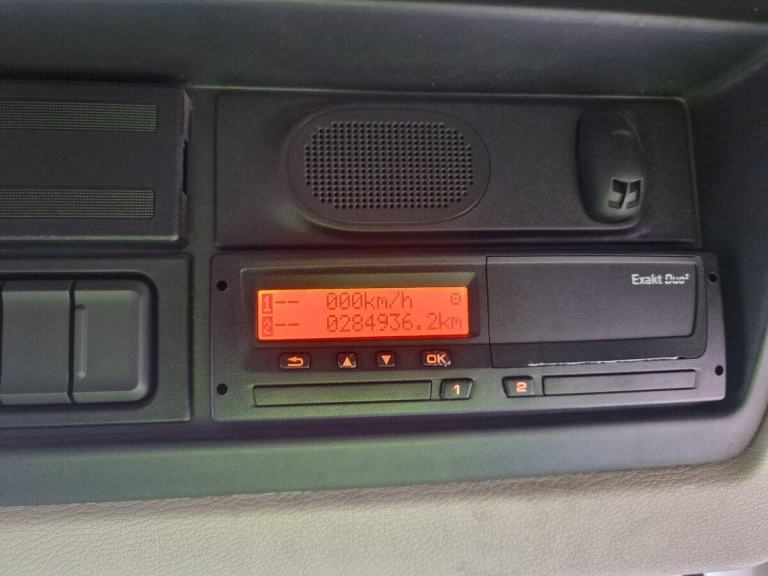 Exakt Duo²
1-- 000km/h
2-- 0284936.2km
OK
1
2